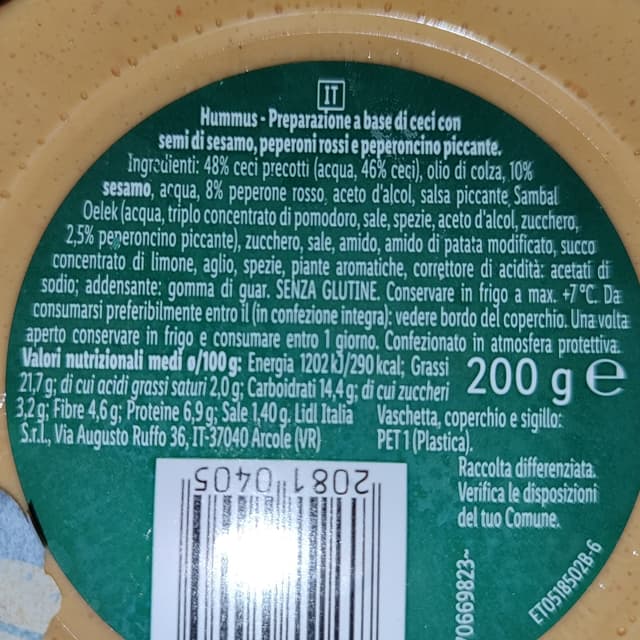 IT
Hummus - Preparazione a base di ceci con
semi di sesamo, peperoni rossi e peperoncino piccante.
Ingredienti: 48% ceci precotti (acqua, 46% ceci), olio di colza, 10%
sesamo, acqua, 8% peperone rosso, aceto d'alcol, salsa piccante Sambal
Oelek (acqua, triplo concentrato di pomodoro, sale, spezie, aceto d'alcol, zucchero,
2,5% peperoncino piccante), zucchero, sale, amido, amido di patata modificato, succo
concentrato di limone, aglio, spezie, piante aromatiche, correttore di acidità: acetati di
sodio; addensante: gomma di guar. SENZA GLUTINE. Conservare in frigo a max. +7°C. Da
consumarsi preferibilmente entro il (in confezione integra): vedere bordo del coperchio. Una volta
aperto conservare in frigo e consumare entro 1 giorno. Confezionato in atmosfera protettiva.
Valori nutrizionali medi ø/100 g: Energia 1202 kJ/290 kcal; Grassi
21,7 g; di cui acidi grassi saturi 2,0 g; Carboidrati 14,4 g; di cui zuccheri
3,2 g; Fibre 4,6 g; Proteine 6,9 g; Sale 1,40 g. Lidl Italia
S.r.l., Via Augusto Ruffo 36, IT-37040 Arcole (VR)
200 g e
Vaschetta, coperchio e sigillo:
PET 1 (Plastica).
Raccolta differenziata.
Verifica le disposizioni
del tuo Comune.
2081 0405
70669823~
ET0518502B-6